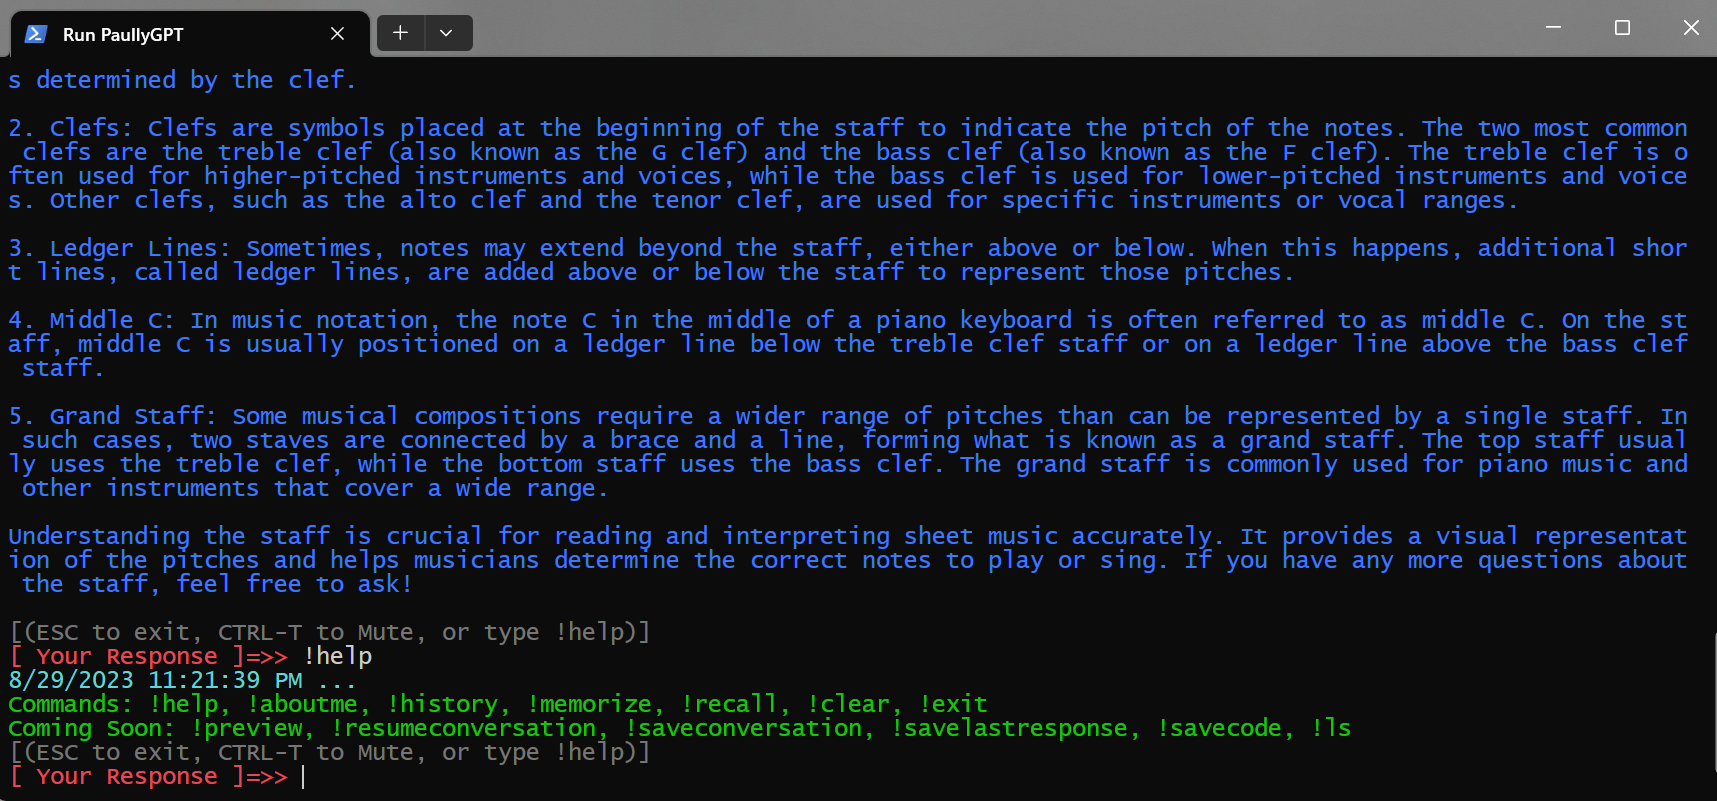 Run PaullyGPT
s determined by the clef.
2. Clefs: Clefs are symbols placed at the beginning of the staff to indicate the pitch of the notes. The two most common
clefs are the treble clef (also known as the G clef) and the bass clef (also known as the F clef). The treble clef is o
ften used for higher-pitched instruments and voices, while the bass clef is used for lower-pitched instruments and voice
s. Other clefs, such as the alto clef and the tenor clef, are used for specific instruments or vocal ranges.
3. Ledger Lines: Sometimes, notes may extend beyond the staff, either above or below. When this happens, additional shor
t lines, called ledger lines, are added above or below the staff to represent those pitches.
4. Middle C: In music notation, the note C in the middle of a piano keyboard is often referred to as middle C. On the st
aff, middle C is usually positioned on a ledger line below the treble clef staff or on a ledger line above the bass clef
staff.
5. Grand Staff: Some musical compositions require a wider range of pitches than can be represented by a single staff. In
such cases, two staves are connected by a brace and a line, forming what is known as a grand staff. The top staff usual
ly uses the treble clef, while the bottom staff uses the bass clef. The grand staff is commonly used for piano music and
other instruments that cover a wide range.
Understanding the staff is crucial for reading and interpreting sheet music accurately. It provides a visual representat
ion of the pitches and helps musicians determine the correct notes to play or sing. If you have any more questions about
the staff, feel free to ask!
[(ESC to exit, CTRL-T to Mute, or type !help)]
[ Your Response ]=>> !help
8/29/2023 11:21:39 PM ...
Commands: !help, !aboutme, !history, !memorize, !recall, !clear, !exit
Coming Soon: !preview, !resumeconversation, !saveconversation, !savelastresponse, !savecode, !ls
[(ESC to exit, CTRL-T to Mute, or type !help)]
[ Your Response ]=>>